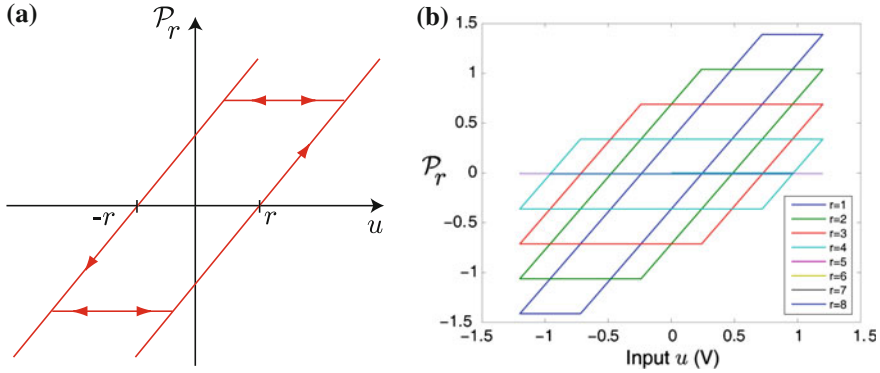 (a)
𝒫r
-r
r
u
(b)
1.5
1
0.5
0
−0.5
−1
−1.5
𝒫r
−1.5
−1
−0.5
0
0.5
1
1.5
Input u (V)
r=1
r=2
r=3
r=4
r=5
r=6
r=7
r=8